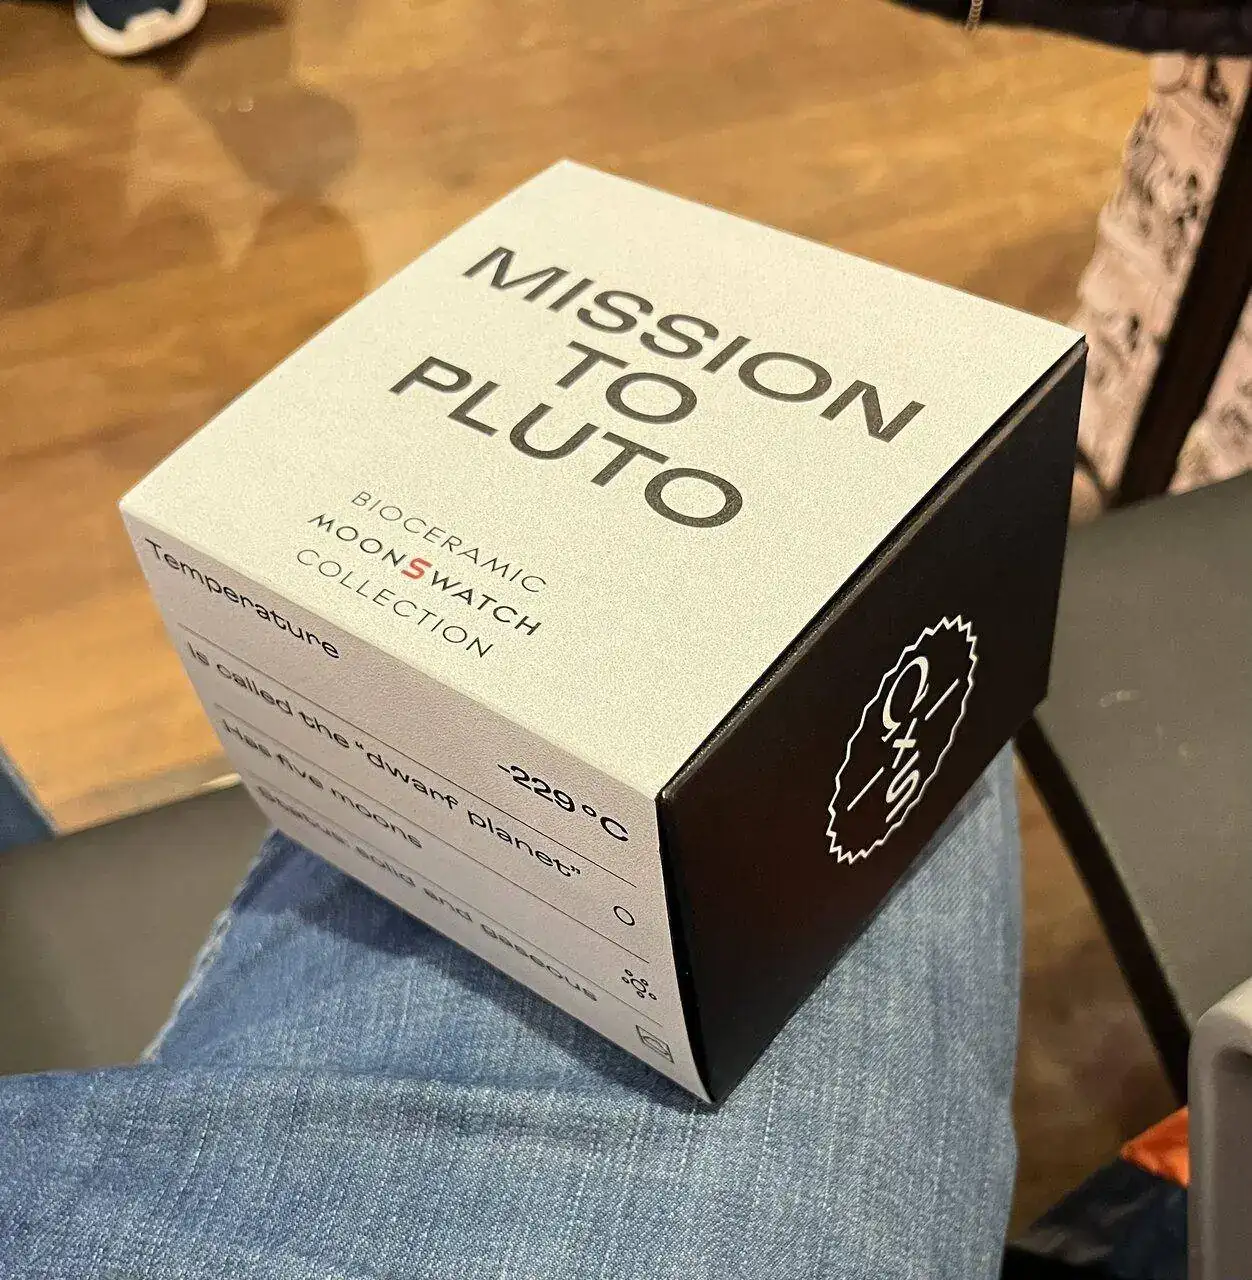 MISSION
TO
PLUTO
BIOCERAMIC
MOONSWATCH
COLLECTION
Temperature -229°C
Is called the “dwarf planet”
Has five moons
Status: solid and gaseous